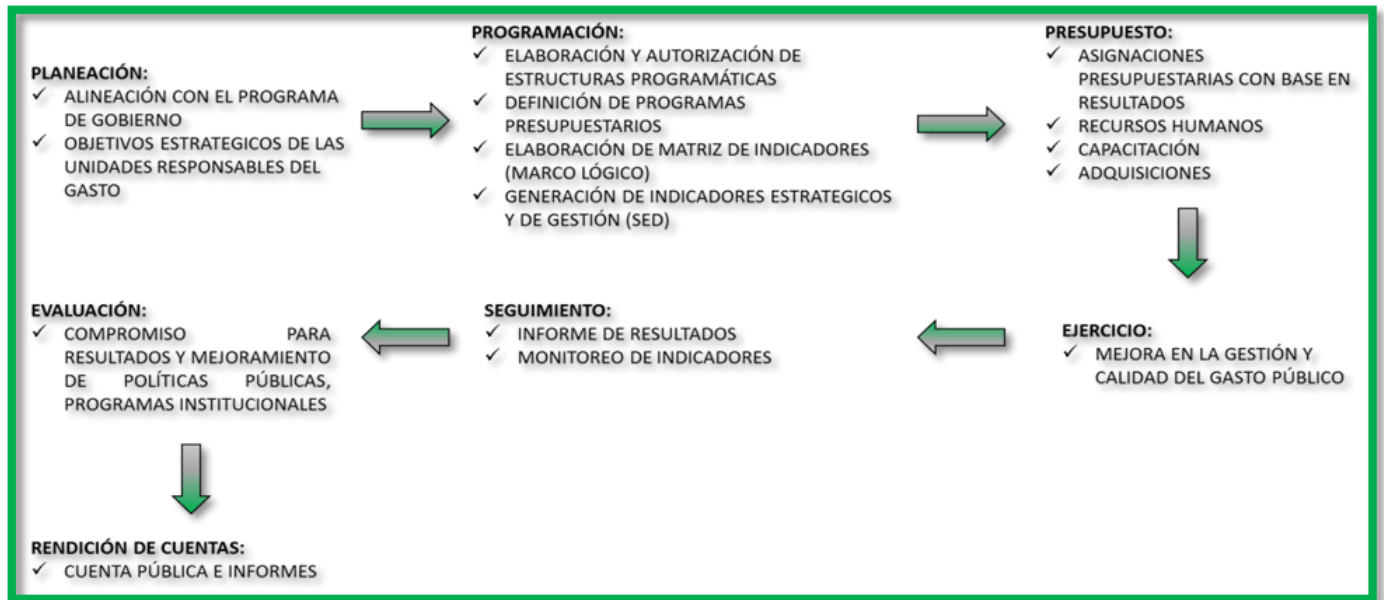 PLANEACIÓN:
✓ ALINEACIÓN CON EL PROGRAMA
DE GOBIERNO
✓ OBJETIVOS ESTRATEGICOS DE LAS
UNIDADES RESPONSABLES DEL
GASTO
PROGRAMACIÓN:
✓ ELABORACIÓN Y AUTORIZACIÓN DE
ESTRUCTURAS PROGRAMÁTICAS
✓ DEFINICIÓN DE PROGRAMAS
PRESUPUESTARIOS
✓ ELABORACIÓN DE MATRIZ DE INDICADORES
(MARCO LÓGICO)
✓ GENERACIÓN DE INDICADORES ESTRATEGICOS
Y DE GESTIÓN (SED)
PRESUPUESTO:
✓ ASIGNACIONES
PRESUPUESTARIAS CON BASE EN
RESULTADOS
✓ RECURSOS HUMANOS
✓ CAPACITACIÓN
✓ ADQUISICIONES
EJERCICIO:
✓ MEJORA EN LA GESTIÓN Y
CALIDAD DEL GASTO PÚBLICO
SEGUIMIENTO:
✓ INFORME DE RESULTADOS
✓ MONITOREO DE INDICADORES
EVALUACIÓN:
✓ COMPROMISO PARA
RESULTADOS Y MEJORAMIENTO
DE POLÍTICAS PÚBLICAS,
PROGRAMAS INSTITUCIONALES
RENDICIÓN DE CUENTAS:
✓ CUENTA PÚBLICA E INFORMES